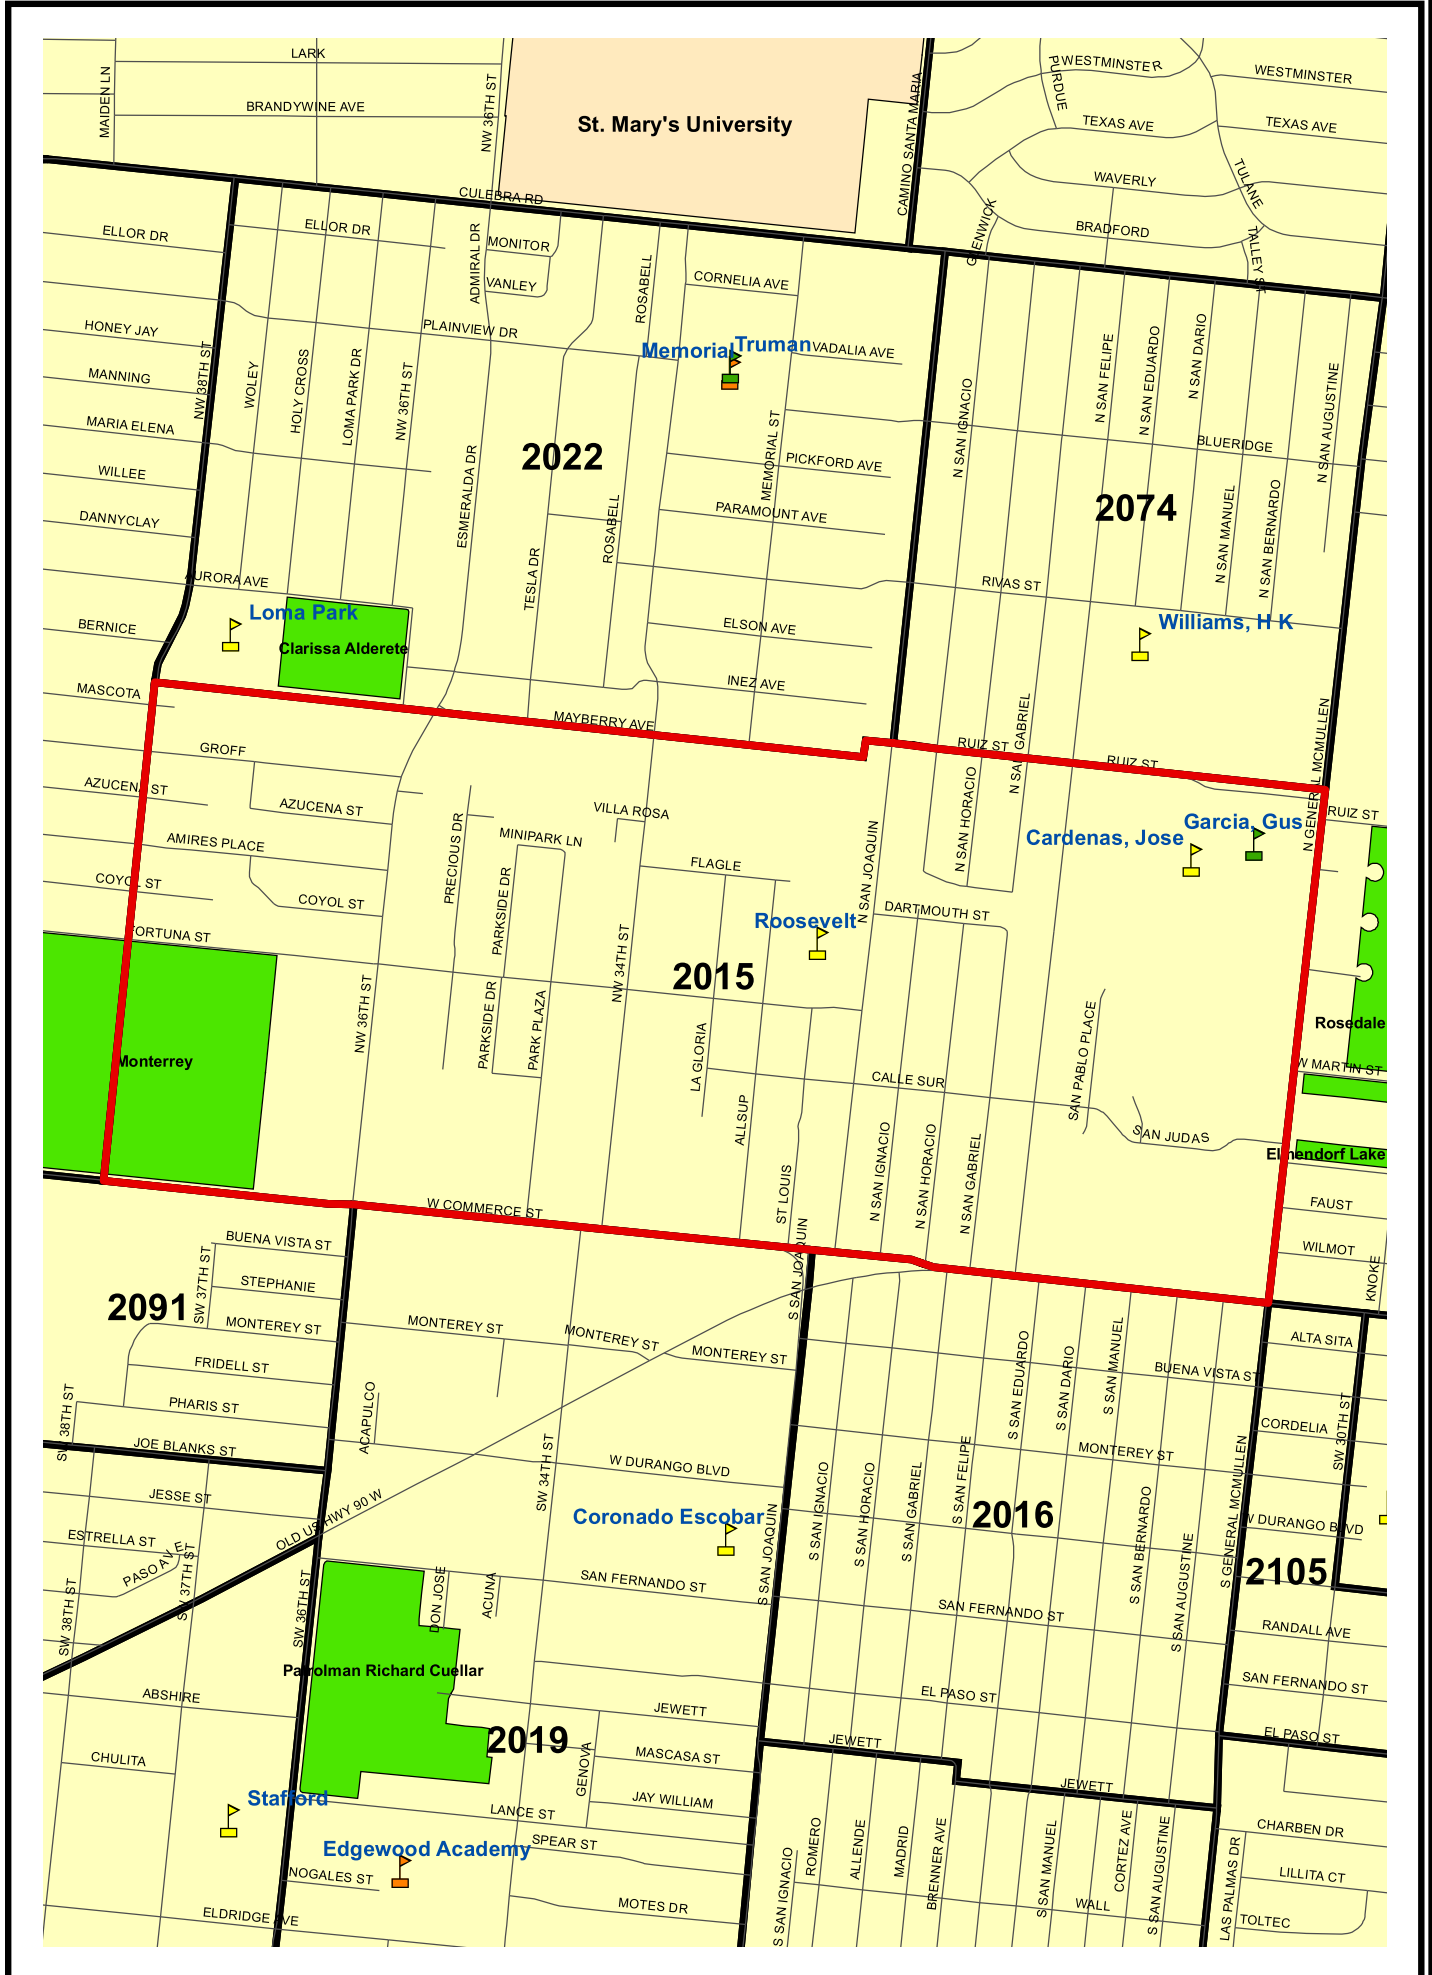 LARK
MAIDEN LN
BRANDYWINE AVE
NW 36TH ST
St. Mary's University
CAMINO SANTA MARIA
PURDUE
WESTMINSTER
WESTMINSTER
TEXAS AVE
TEXAS AVE
WAVERLY
TULANE
BRADFORD
GLENWICK
TALLEY ST
CULEBRA RD
ELLOR DR
ELLOR DR
ADMIRAL DR
MONITOR
VANLEY
ROSABELL
CORNELIA AVE
HONEY JAY
PLAINVIEW DR
Memorial
Truman
VADALIA AVE
MANNING
NW 38TH ST
WOLEY
HOLY CROSS
LOMA PARK DR
NW 36TH ST
N SAN IGNACIO
N SAN FELIPE
N SAN EDUARDO
N SAN DARIO
N SAN AUGUSTINE
MARIA ELENA
BLUERIDGE
WILLEE
ESMERALDA DR
2022
MEMORIAL ST
PICKFORD AVE
2074
DANNYCLAY
PARAMOUNT AVE
ROSABELL
N SAN MANUEL
N SAN BERNARDO
AURORA AVE
TESLA DR
RIVAS ST
Loma Park
Williams, H K
BERNICE
Clarissa Alderete
ELSON AVE
MASCOTA
INEZ AVE
MAYBERRY AVE
N SAN GABRIEL
N GENERAL MCMULLEN
GROFF
RUIZ ST
RUIZ ST
AZUCENA ST
AZUCENA ST
N SAN HORACIO
RUIZ ST
VILLA ROSA
Garcia, Gus
Cardenas, Jose
AMIRES PLACE
PRECIOUS DR
MINIPARK LN
FLAGLE
N SAN JOAQUIN
COYOL ST
COYOL ST
PARKSIDE DR
DARTMOUTH ST
Roosevelt
FORTUNA ST
NW 34TH ST
2015
NW 36TH ST
PARKSIDE DR
PARK PLAZA
LA GLORIA
SAN PABLO PLACE
Rosedale
Monterrey
W MARTIN ST
CALLE SUR
ALLSUP
SAN JUDAS
Elmendorf Lake
ST LOUIS
N SAN IGNACIO
N SAN HORACIO
N SAN GABRIEL
W COMMERCE ST
FAUST
BUENA VISTA ST
SW 37TH ST
S SAN JOAQUIN
WILMOT
KNOKE
STEPHANIE
2091
MONTEREY ST
MONTEREY ST
MONTEREY ST
MONTEREY ST
ALTA SITA
FRIDELL ST
S SAN EDUARDO
S SAN DARIO
S SAN MANUEL
BUENA VISTA ST
PHARIS ST
SW 38TH ST
ACAPULCO
CORDELIA
SW 30TH ST
JOE BLANKS ST
W DURANGO BLVD
SW 34TH ST
MONTEREY ST
S GENERAL MCMULLEN
JESSE ST
OLD US HWY 90 W
Coronado Escobar
S SAN IGNACIO
S SAN HORACIO
S SAN GABRIEL
S SAN FELIPE
2016
S SAN BERNARDO
S SAN AUGUSTINE
W DURANGO BLVD
ESTRELLA ST
PASO AV E
SW 37TH ST
S SAN JOAQUIN
2105
SAN FERNANDO ST
SW 38TH ST
SW 36TH ST
DON JOSE
ACUNA
SAN FERNANDO ST
RANDALL AVE
Patrolman Richard Cuellar
SAN FERNANDO ST
ABSHIRE
EL PASO ST
JEWETT
EL PASO ST
2019
JEWETT
CHULITA
GENOVA
MASCASA ST
JEWETT
Stafford
JAY WILLIAM
LANCE ST
CHARBEN DR
Edgewood Academy
SPEAR ST
ROMERO
ALLENDE
MADRID
BRENNER AVE
S SAN MANUEL
CORTEZ AVE
S SAN AUGUSTINE
LAS PALMAS DR
NOGALES ST
LILLITA CT
S SAN IGNACIO
MOTES DR
WALL
ELDRIDGE AVE
TOLTEC